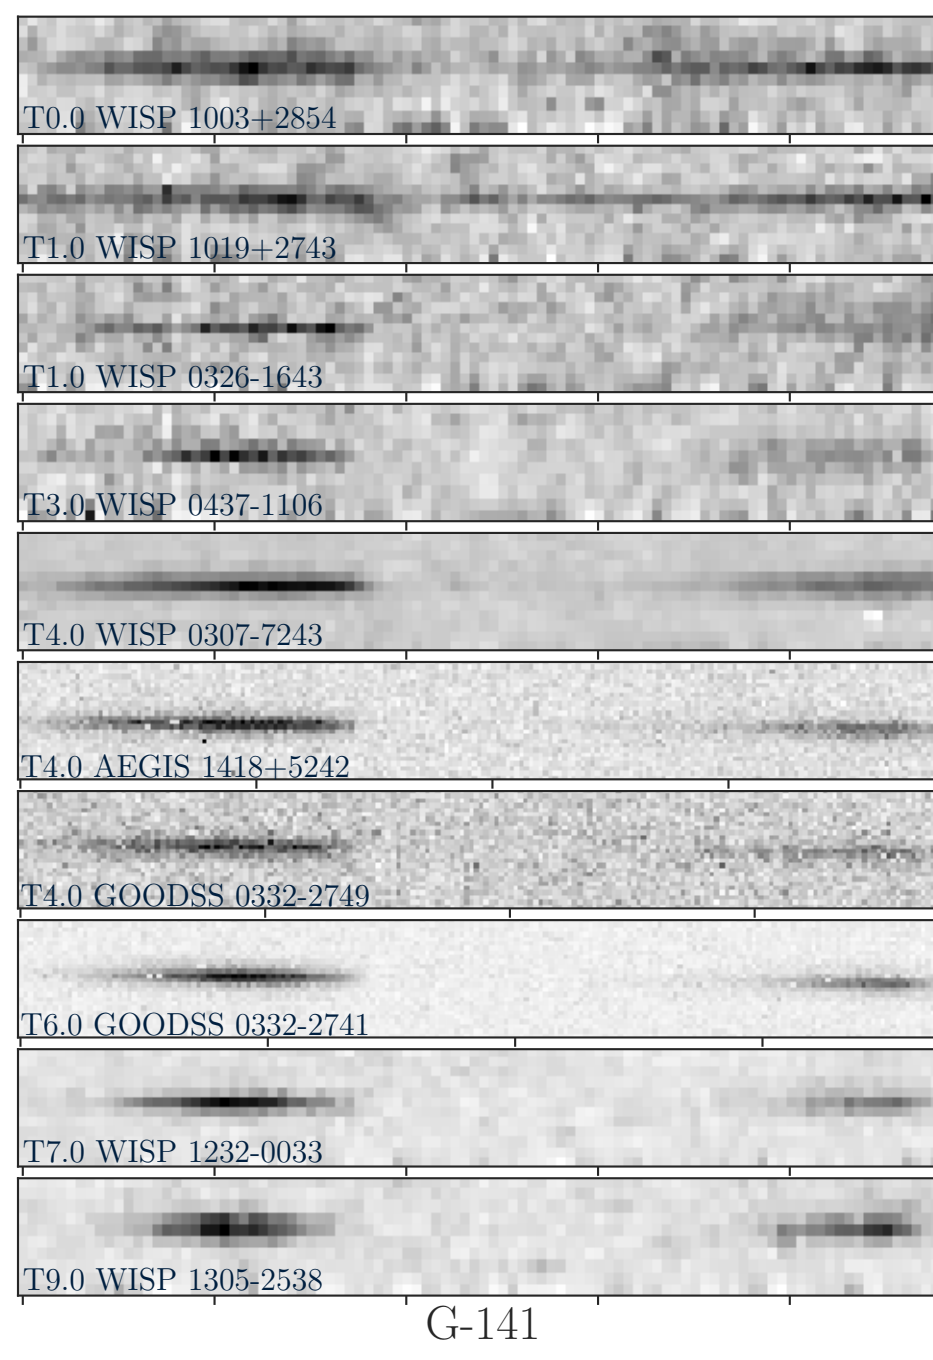 T0.0 WISP 1003+2854
T1.0 WISP 1019+2743
T1.0 WISP 0326-1643
T3.0 WISP 0437-1106
T4.0 WISP 0307-7243
T4.0 AEGIS 1418+5242
T4.0 GOODSS 0332-2749
T6.0 GOODSS 0332-2741
T7.0 WISP 1232-0033
T9.0 WISP 1305-2538
G-141